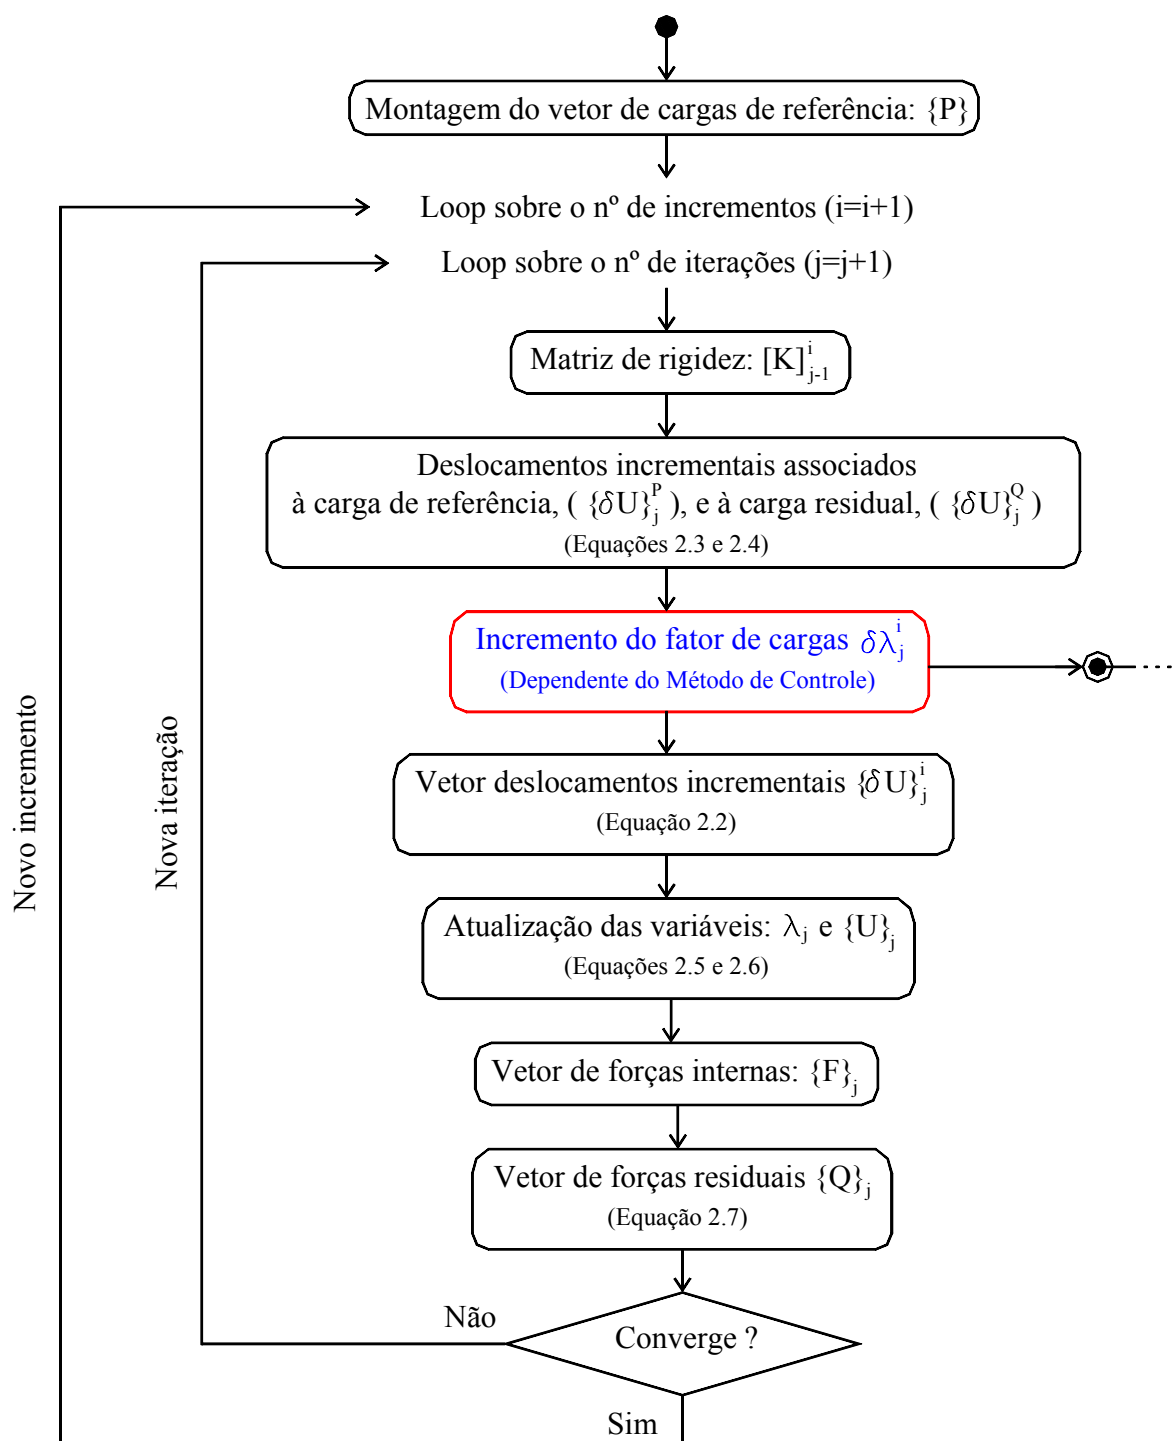 Montagem do vetor de cargas de referência: {P}
Loop sobre o nº de incrementos (i=i+1)
Loop sobre o nº de iterações (j=j+1)
Matriz de rigidez: [K]^i_{j-1}
Deslocamentos incrementais associados
à carga de referência, ( {δU}^P_j ), e à carga residual, ( {δU}^Q_j )
(Equações 2.3 e 2.4)
Incremento do fator de cargas δλ^i_j
(Dependente do Método de Controle)
Vetor deslocamentos incrementais {δU}^i_j
(Equação 2.2)
Atualização das variáveis: λ_j e {U}_j
(Equações 2.5 e 2.6)
Vetor de forças internas: {F}_j
Vetor de forças residuais {Q}_j
(Equação 2.7)
Converge ?
Não
Sim
Nova iteração
Novo incremento